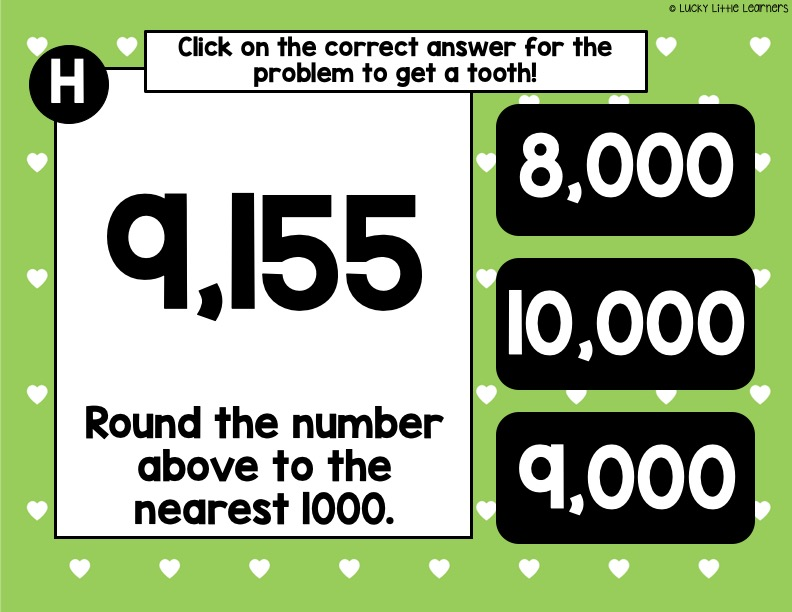 © Lucky Little Learners
Click on the correct answer for the
problem to get a tooth!
H
9,155
Round the number
above to the
nearest 1000.
8,000
10,000
9,000